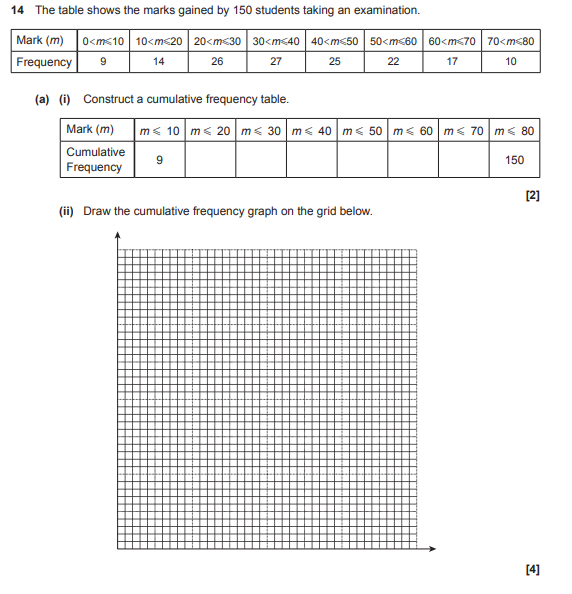 14 The table shows the marks gained by 150 students taking an examination.
Mark (m) 0<m⩽10 10<m⩽20 20<m⩽30 30<m⩽40 40<m⩽50 50<m⩽60 60<m⩽70 70<m⩽80
Frequency 9 14 26 27 25 22 17 10
(a) (i) Construct a cumulative frequency table.
Mark (m) m ⩽ 10 m ⩽ 20 m ⩽ 30 m ⩽ 40 m ⩽ 50 m ⩽ 60 m ⩽ 70 m ⩽ 80
Cumulative
Frequency 9 150
[2]
(ii) Draw the cumulative frequency graph on the grid below.
[4]